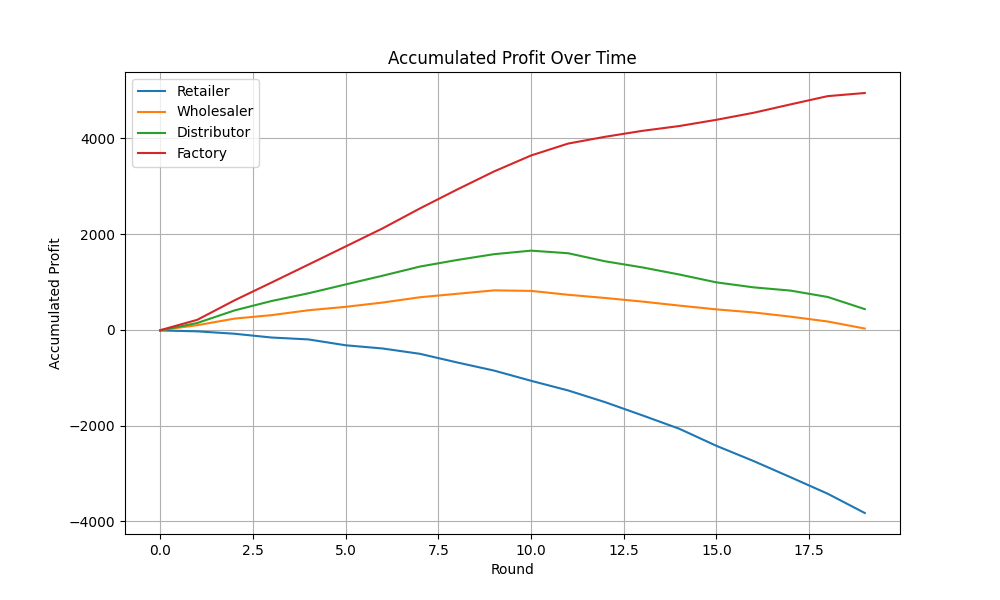 Accumulated Profit Over Time
Retailer
Wholesaler
Distributor
Factory
Accumulated Profit
4000
2000
0
−2000
−4000
0.0 2.5 5.0 7.5 10.0 12.5 15.0 17.5
Round